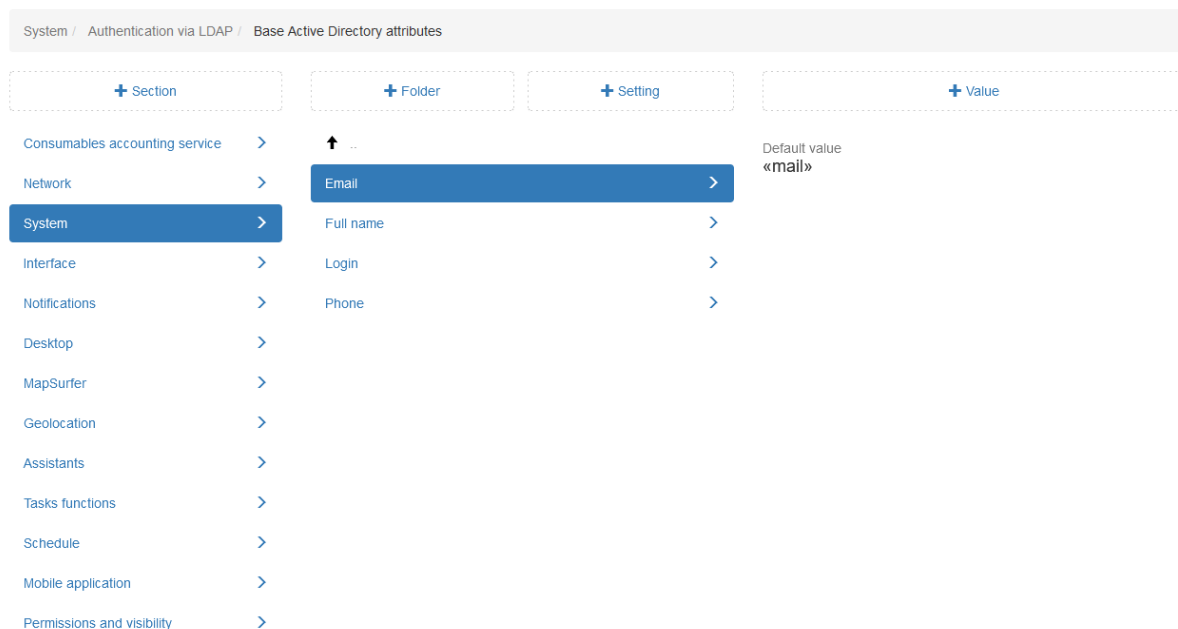 System / Authentication via LDAP / Base Active Directory attributes
+ Section
+ Folder
+ Setting
+ Value
Consumables accounting service
Network
System
Interface
Notifications
Desktop
MapSurfer
Geolocation
Assistants
Tasks functions
Schedule
Mobile application
Permissions and visibility
..
Email
Full name
Login
Phone
Default value
«mail»